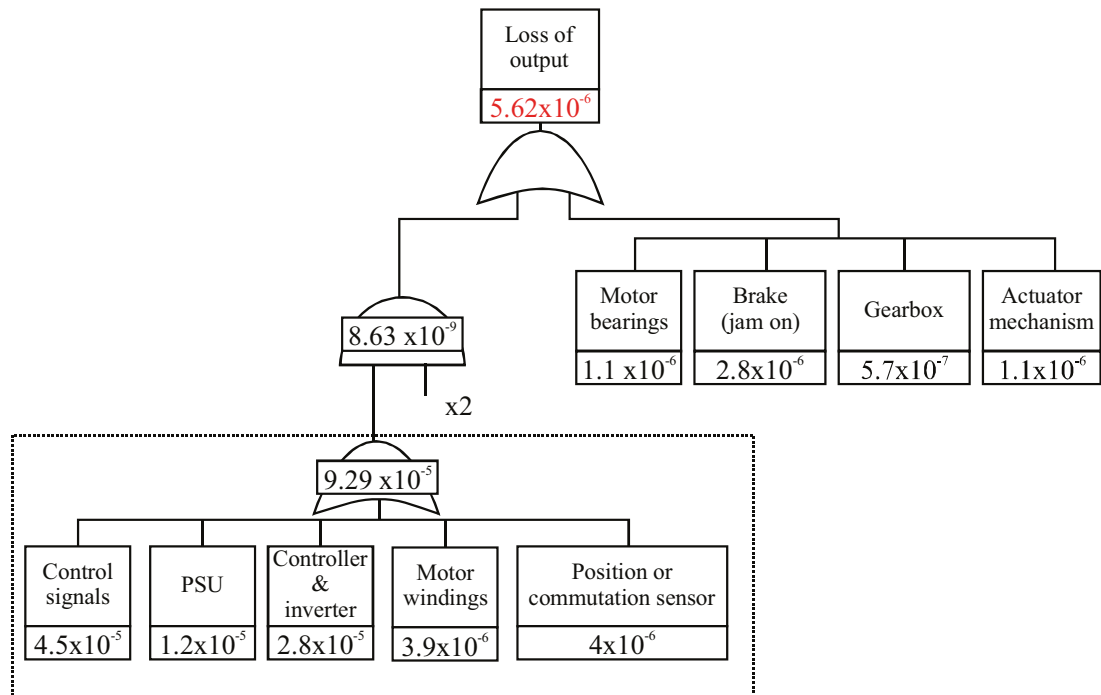 Loss of
output
5.62x10⁻⁶
Motor
bearings
1.1 x10⁻⁶
Brake
(jam on)
2.8x10⁻⁶
Gearbox
5.7x10⁻⁷
Actuator
mechanism
1.1x10⁻⁶
8.63 x10⁻⁹
x2
9.29 x10⁻⁵
Control
signals
4.5x10⁻⁵
PSU
1.2x10⁻⁵
Controller
&
inverter
2.8x10⁻⁵
Motor
windings
3.9x10⁻⁶
Position or
commutation sensor
4x10⁻⁶